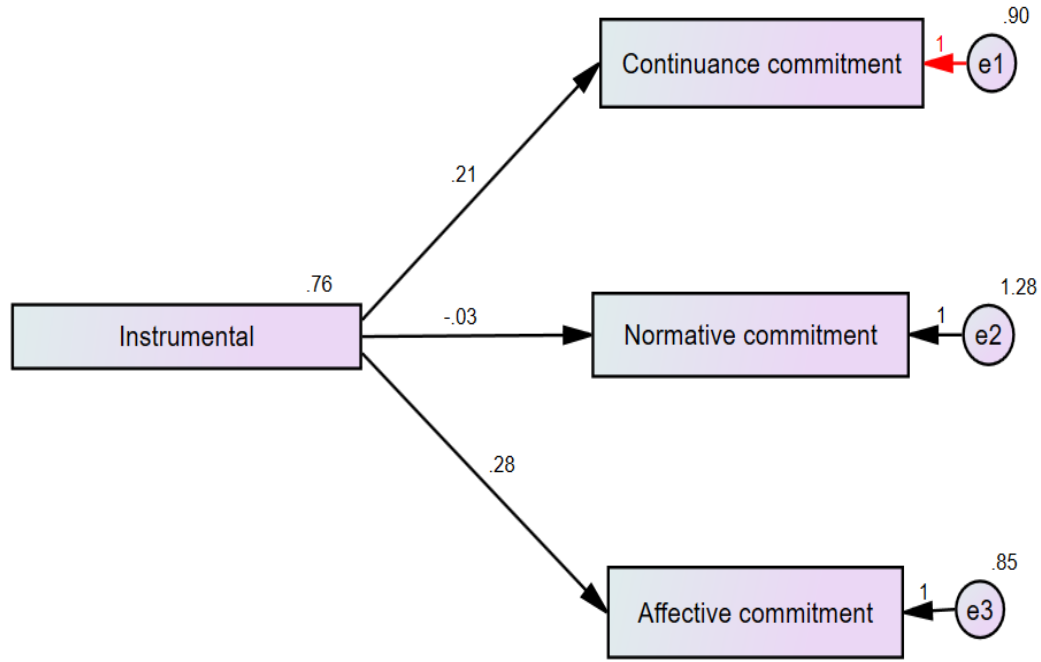 .90
Continuance commitment
1
e1
.21
.76
Instrumental
-.03
1.28
Normative commitment
1
e2
.28
.85
Affective commitment
1
e3